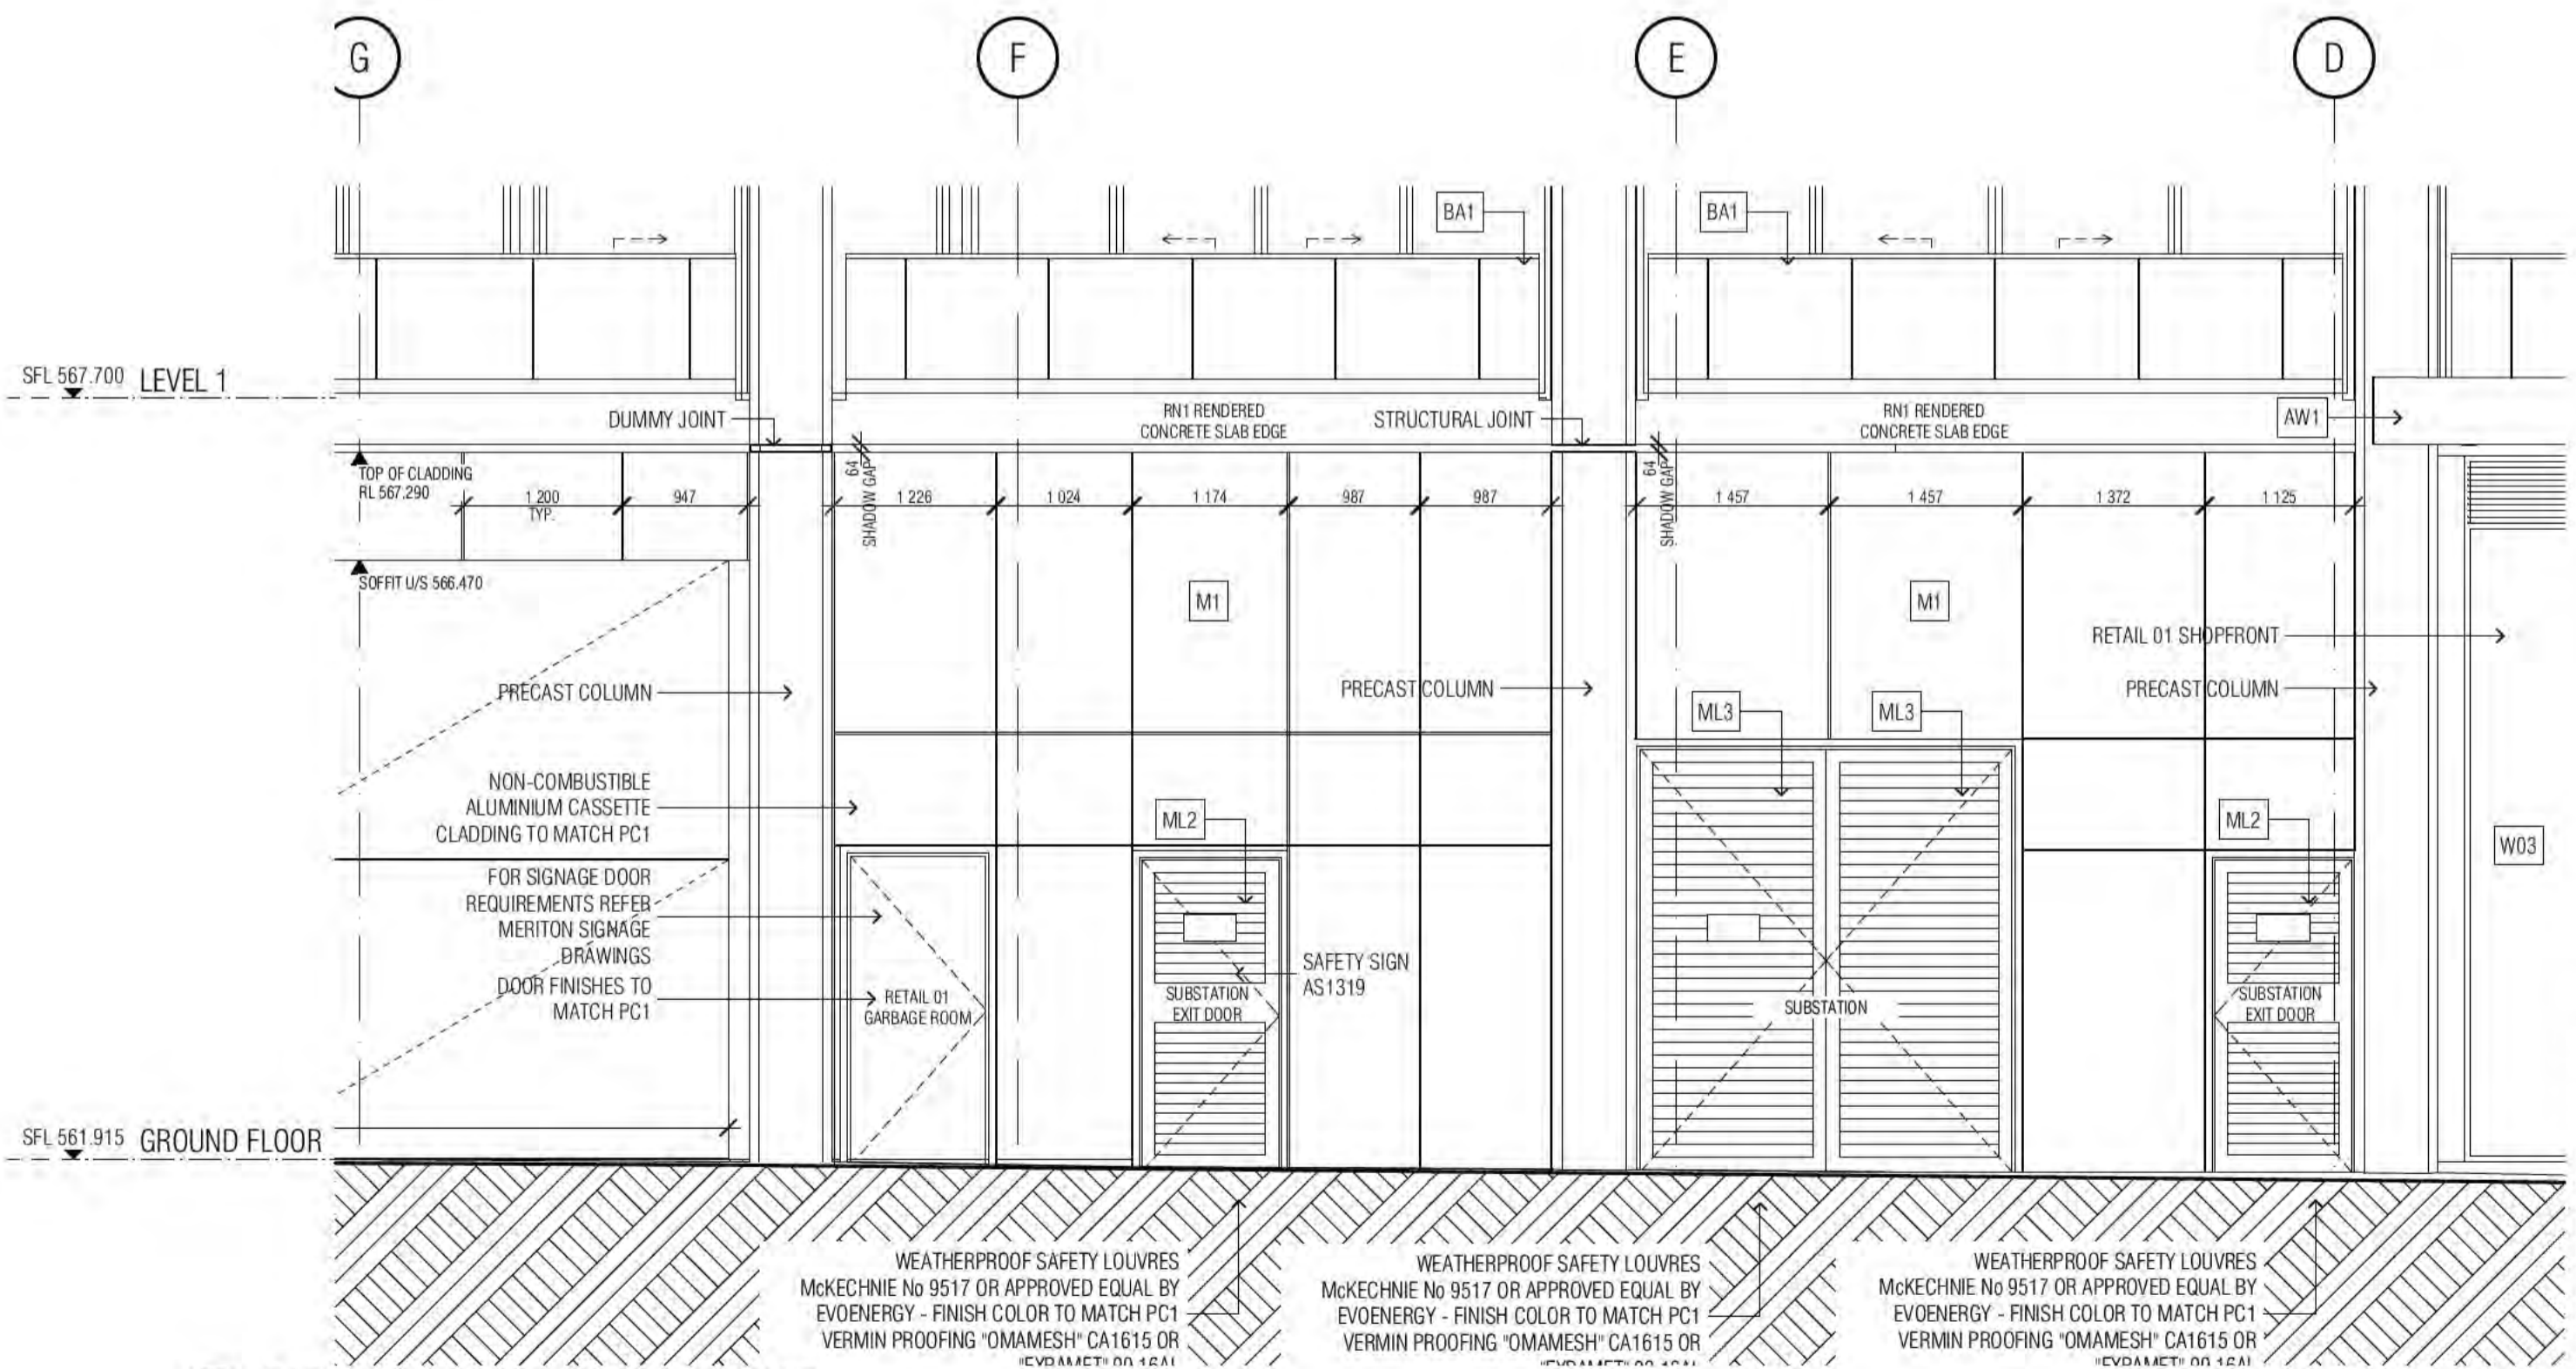 G
F
E
D
BA1
BA1
SFL 567.700 LEVEL 1
DUMMY JOINT
RN1 RENDERED
CONCRETE SLAB EDGE
STRUCTURAL JOINT
RN1 RENDERED
CONCRETE SLAB EDGE
AW1
TOP OF CLADDING
RL 567.290
1 200
TYP.
947
64
SHADOW GAP
1 226
1 024
1 174
987
987
64
SHADOW GAP
1 457
1 457
1 372
1 125
SOFFIT U/S 566.470
M1
M1
RETAIL 01 SHOPFRONT
PRECAST COLUMN
PRECAST COLUMN
PRECAST COLUMN
ML3
ML3
NON-COMBUSTIBLE
ALUMINIUM CASSETTE
CLADDING TO MATCH PC1
ML2
ML2
W03
FOR SIGNAGE DOOR
REQUIREMENTS REFER
MERITON SIGNAGE
DRAWINGS
DOOR FINISHES TO
MATCH PC1
RETAIL 01
GARBAGE ROOM
SUBSTATION
EXIT DOOR
SAFETY SIGN
AS1319
SUBSTATION
SUBSTATION
EXIT DOOR
SFL 561.915 GROUND FLOOR
WEATHERPROOF SAFETY LOUVRES
McKECHNIE No 9517 OR APPROVED EQUAL BY
EVOENERGY - FINISH COLOR TO MATCH PC1
VERMIN PROOFING "OMAMESH" CA1615 OR
WEATHERPROOF SAFETY LOUVRES
McKECHNIE No 9517 OR APPROVED EQUAL BY
EVOENERGY - FINISH COLOR TO MATCH PC1
VERMIN PROOFING "OMAMESH" CA1615 OR
WEATHERPROOF SAFETY LOUVRES
McKECHNIE No 9517 OR APPROVED EQUAL BY
EVOENERGY - FINISH COLOR TO MATCH PC1
VERMIN PROOFING "OMAMESH" CA1615 OR